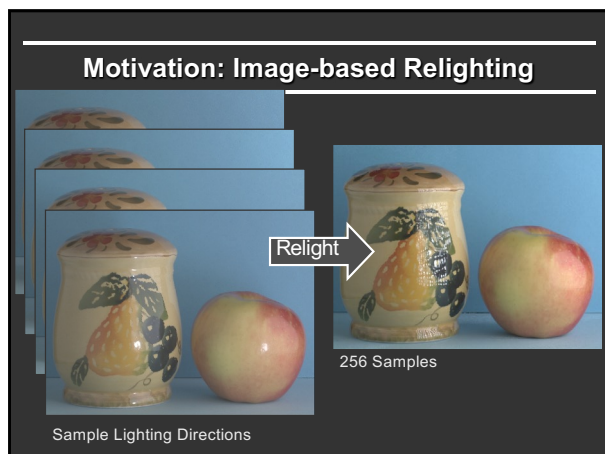 Motivation: Image-based Relighting
Relight
256 Samples
Sample Lighting Directions